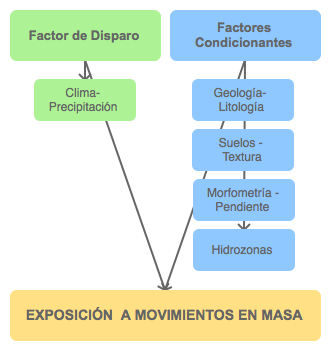 Factor de Disparo
Factores
Condicionantes
Clima-
Precipitación
Geología-
Litología
Suelos -
Textura
Morfometría -
Pendiente
Hidrozonas
EXPOSICIÓN  A MOVIMIENTOS EN MASA